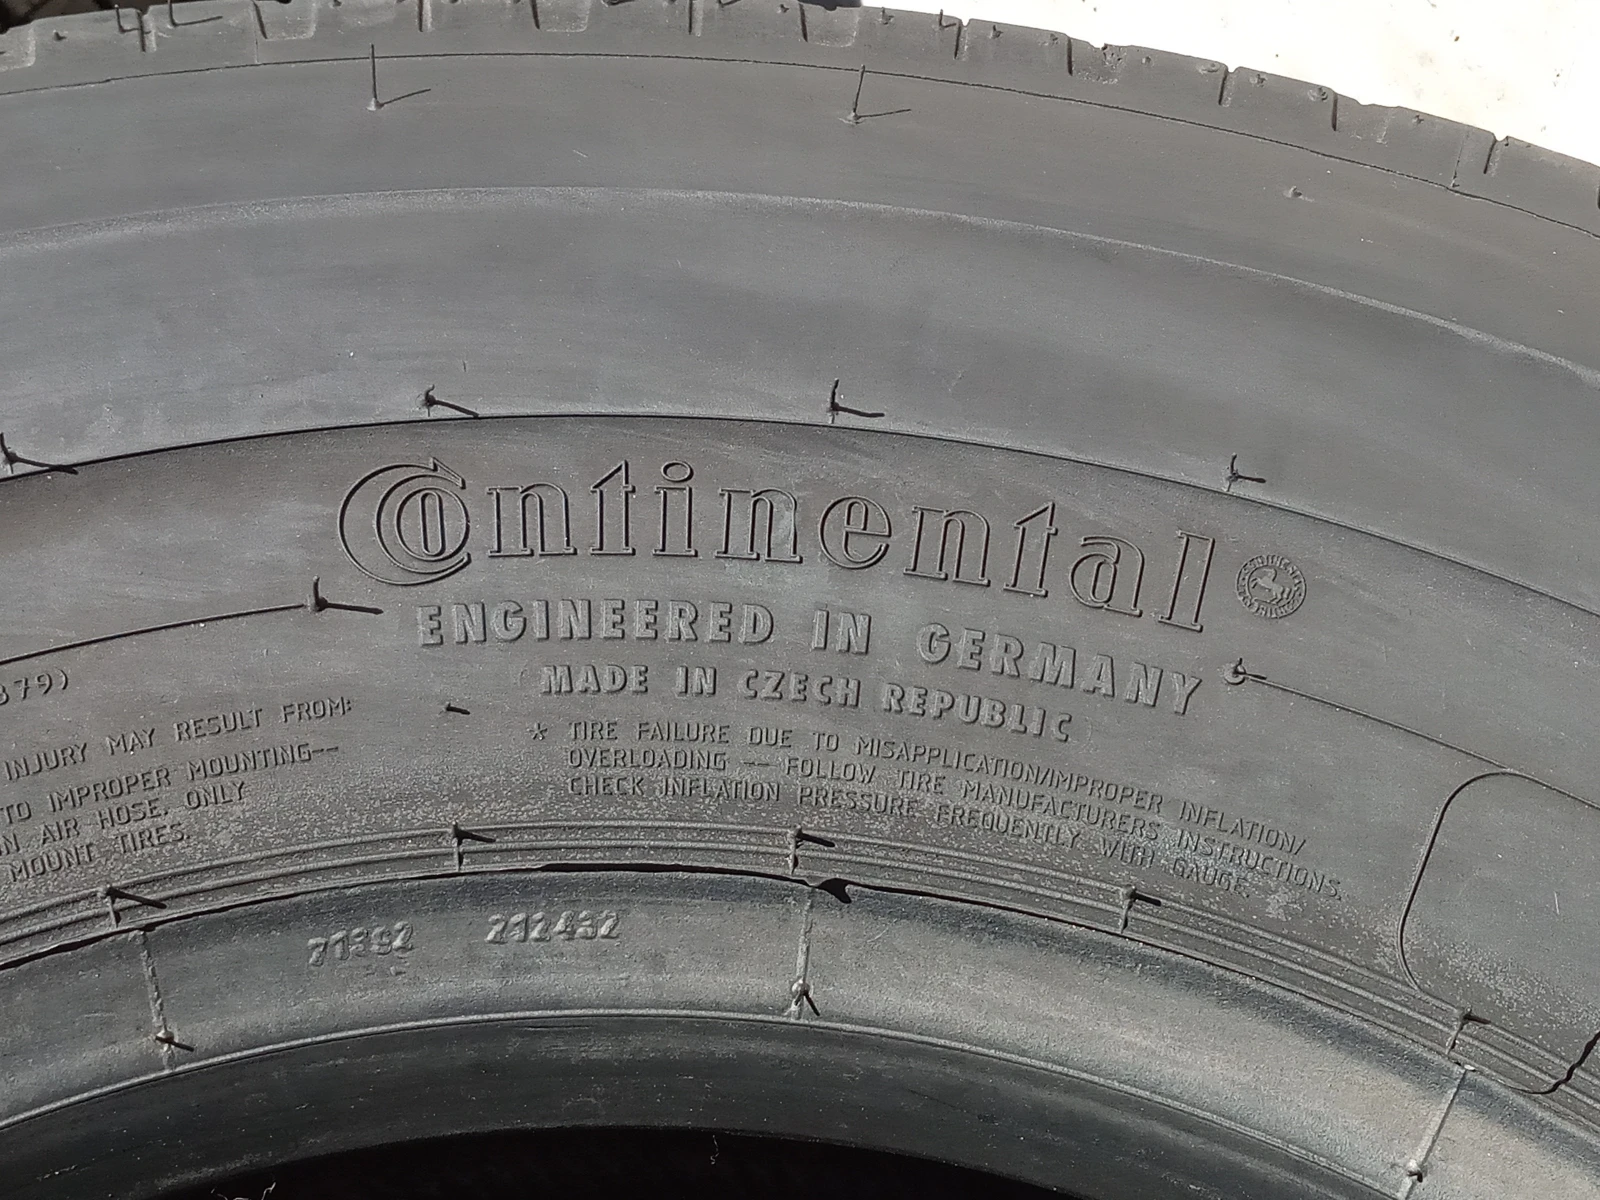 Continental
ENGINEERED IN GERMANY
MADE IN CZECH REPUBLIC
* TIRE FAILURE DUE TO MISAPPLICATION/IMPROPER INFLATION/
OVERLOADING -- FOLLOW TIRE MANUFACTURERS INSTRUCTIONS.
CHECK INFLATION PRESSURE FREQUENTLY WITH GAUGE.
379)
INJURY MAY RESULT FROM:
TO IMPROPER MOUNTING--
AIR HOSE. ONLY
MOUNT TIRES.
212432